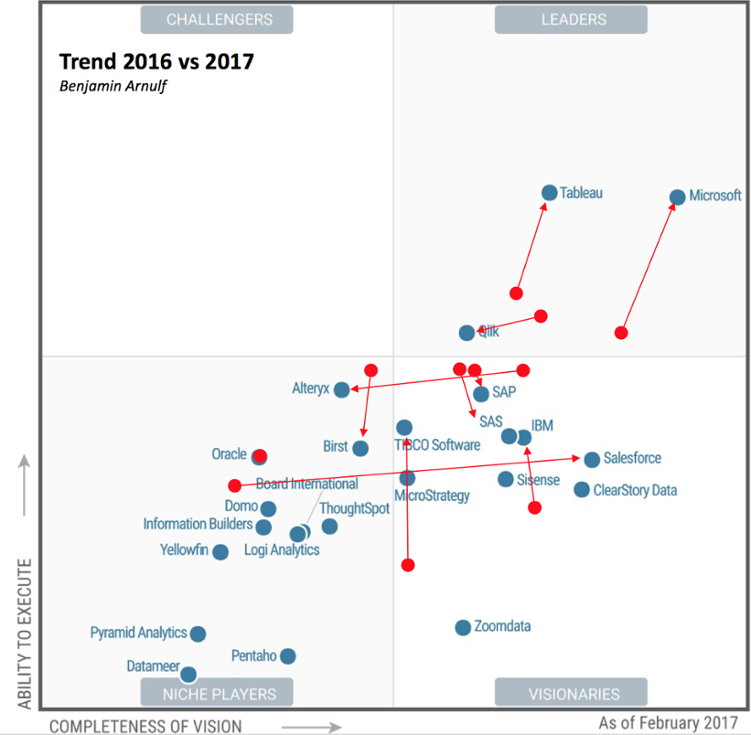 CHALLENGERS
LEADERS
Trend 2016 vs 2017
Benjamin Arnulf
Tableau
Microsoft
Qlik
Alteryx
SAP
SAS
IBM
Birst
TIBCO Software
Oracle
Salesforce
Board International
Sisense
ClearStory Data
MicroStrategy
Domo
ThoughtSpot
Information Builders
Yellowfin
Logi Analytics
Pyramid Analytics
Zoomdata
Pentaho
Datameer
NICHE PLAYERS
VISIONARIES
ABILITY TO EXECUTE
COMPLETENESS OF VISION
As of February 2017